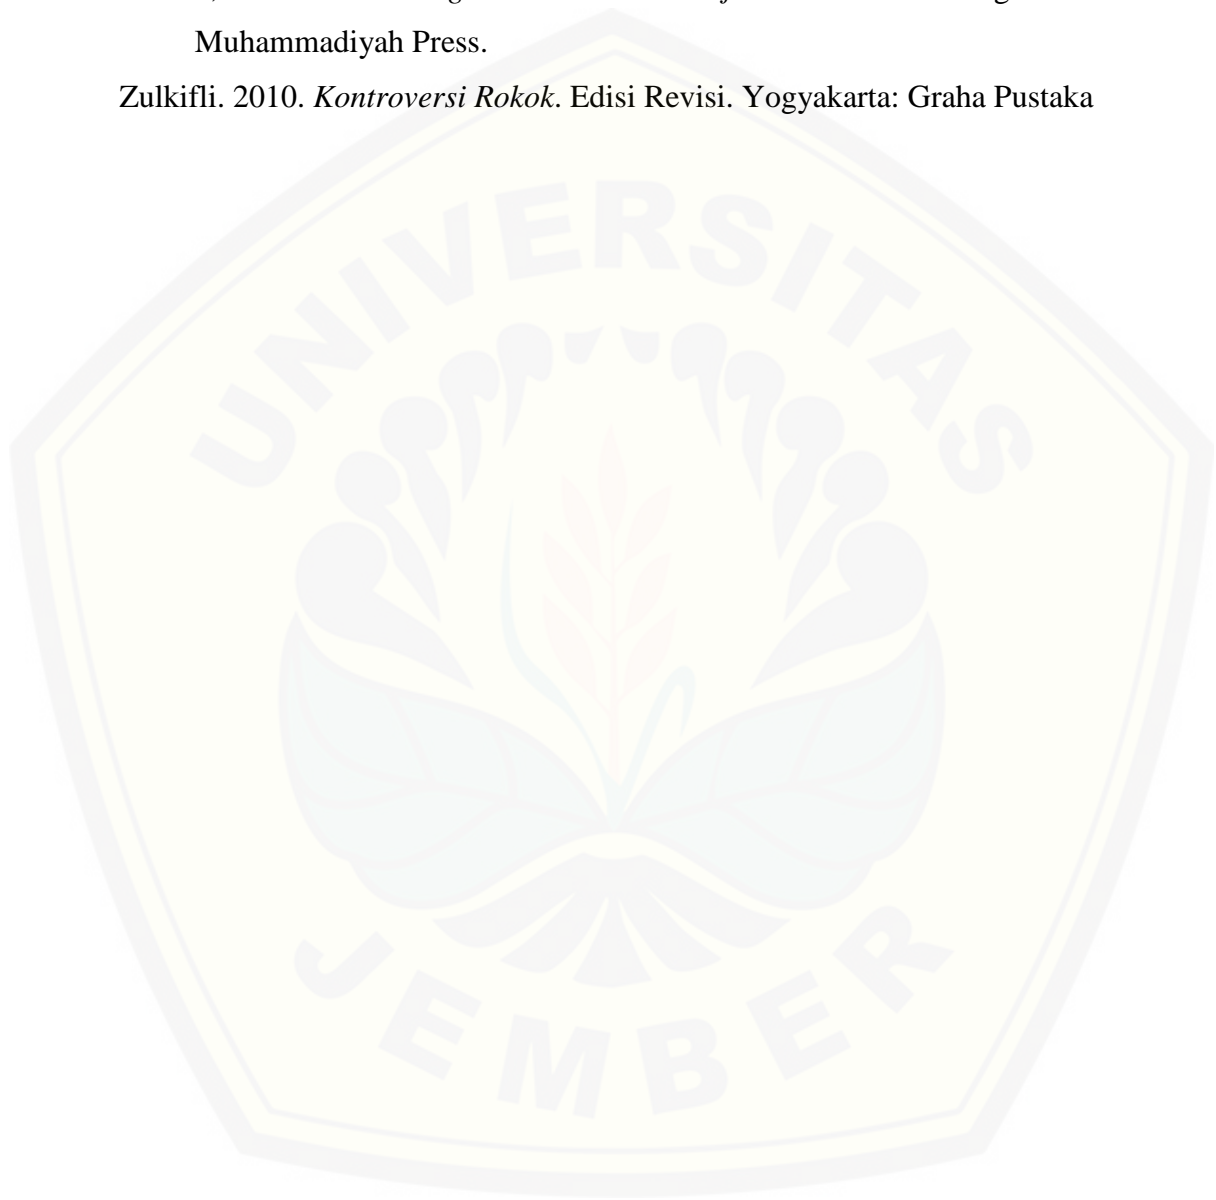 Muhammadiyah Press.
Zulkifli. 2010. Kontroversi Rokok. Edisi Revisi. Yogyakarta: Graha Pustaka
UNIVERSITAS
JEMBER